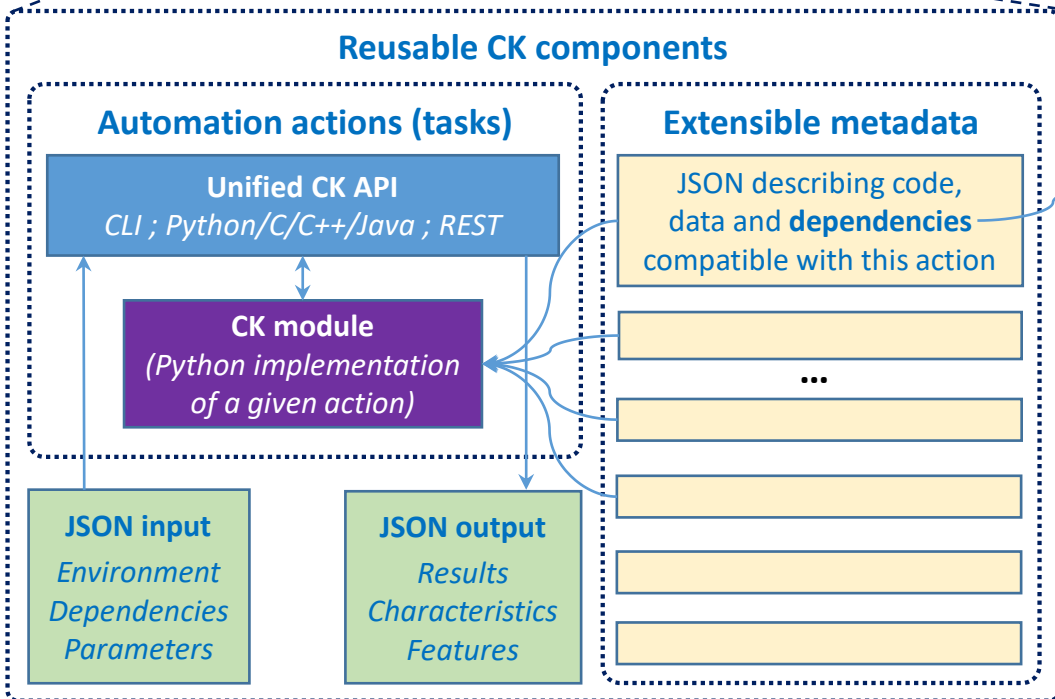 Reusable CK components
Automation actions (tasks)
Unified CK API
CLI ; Python/C/C++/Java ; REST
CK module
(Python implementation
of a given action)
JSON input
Environment
Dependencies
Parameters
JSON output
Results
Characteristics
Features
Extensible metadata
JSON describing code,
data and dependencies
compatible with this action
...